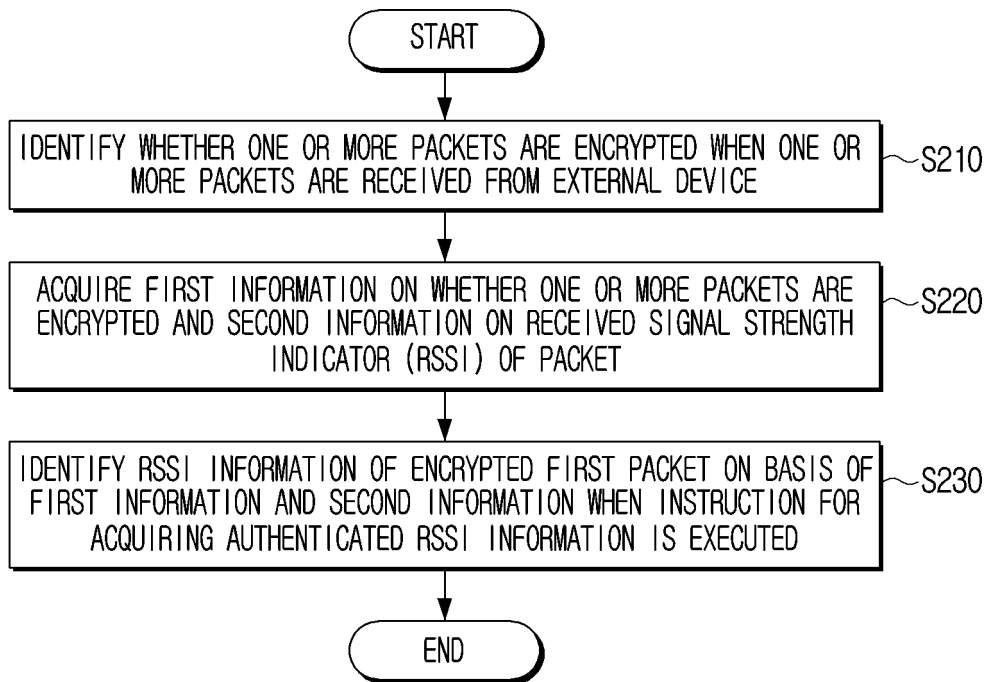 START
IDENTIFY WHETHER ONE OR MORE PACKETS ARE ENCRYPTED WHEN ONE OR
MORE PACKETS ARE RECEIVED FROM EXTERNAL DEVICE
S210
ACQUIRE FIRST INFORMATION ON WHETHER ONE OR MORE PACKETS ARE
ENCRYPTED AND SECOND INFORMATION ON RECEIVED SIGNAL STRENGTH
INDICATOR (RSSI) OF PACKET
S220
IDENTIFY RSSI INFORMATION OF ENCRYPTED FIRST PACKET ON BASIS OF
FIRST INFORMATION AND SECOND INFORMATION WHEN INSTRUCTION FOR
ACQUIRING AUTHENTICATED RSSI INFORMATION IS EXECUTED
S230
END